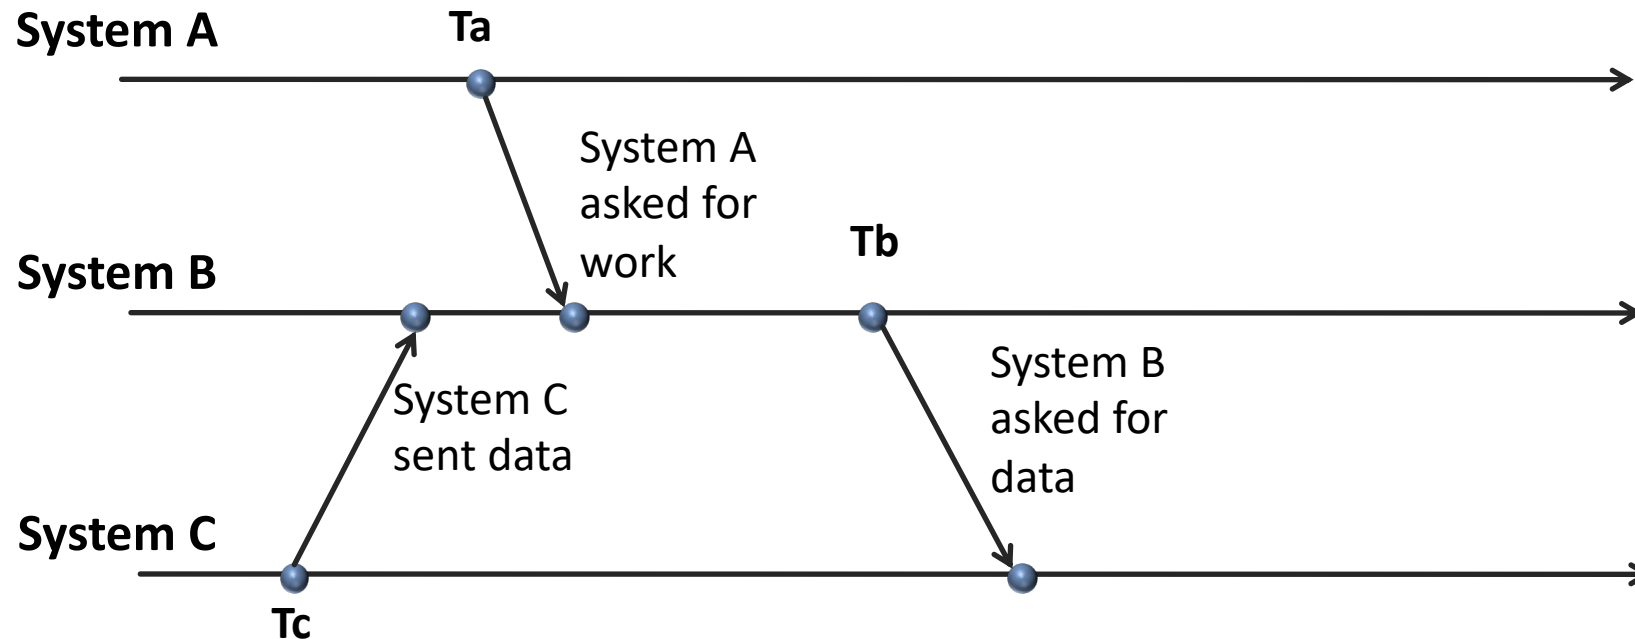 System A
Ta
System A
asked for
work
Tb
System B
System C
sent data
System B
asked for
data
System C
Tc